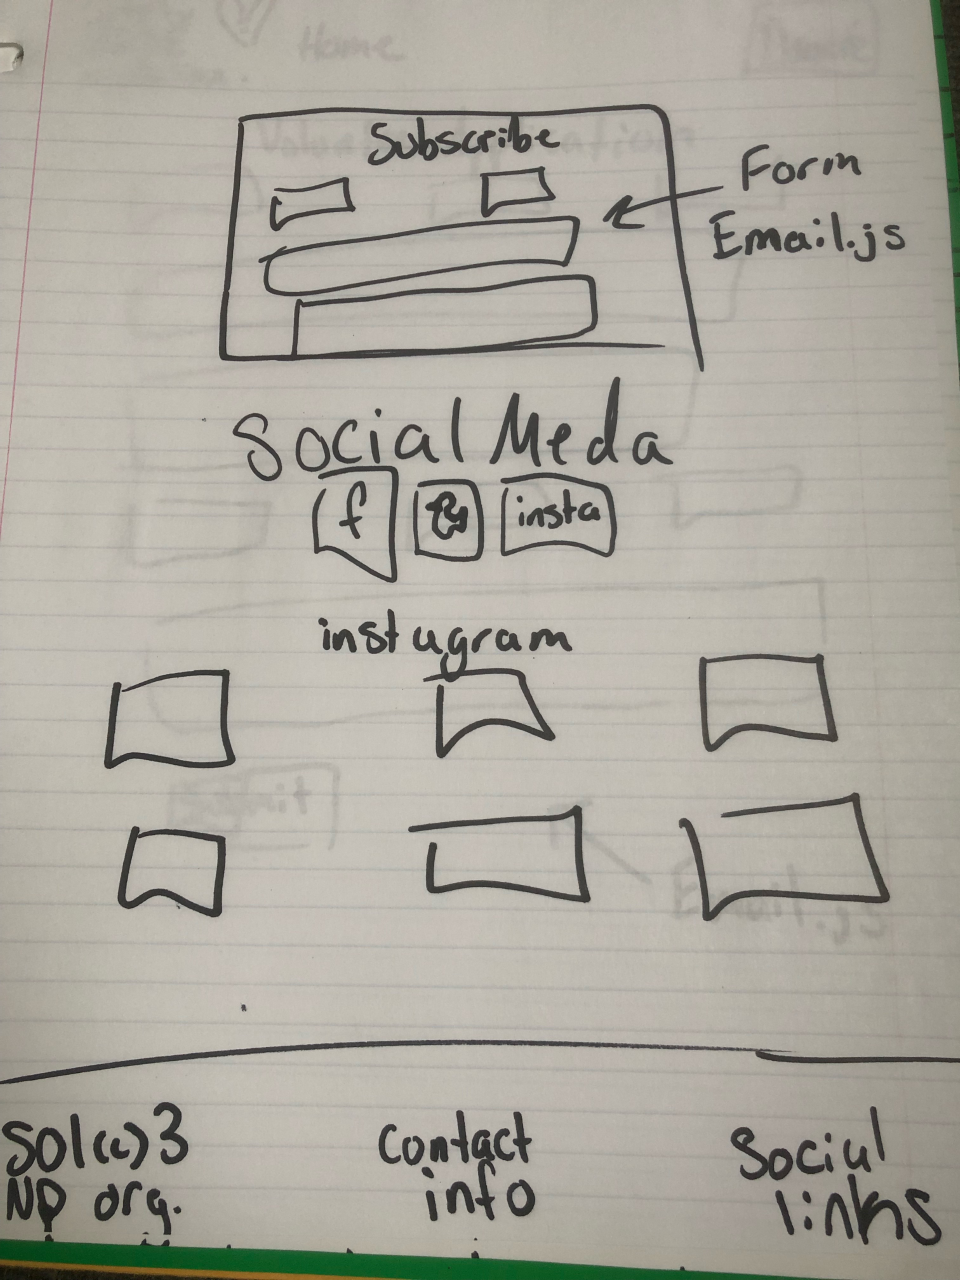 Subscribe
Form
Email.js
Social Meda
f
insta
instagram
501(c)3
NP org.
Contact
info
Social
links